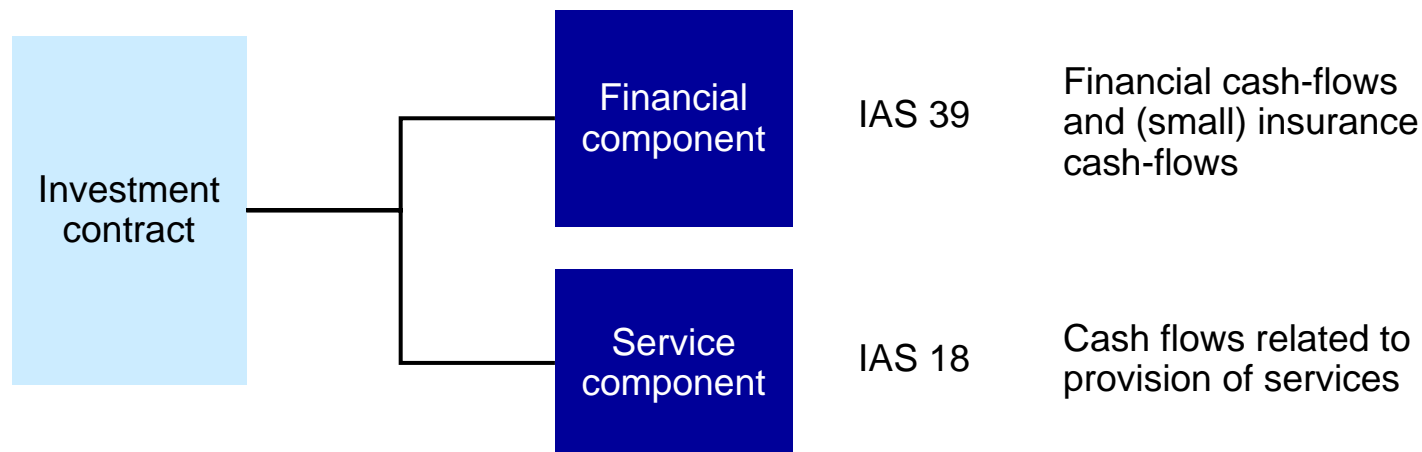 Investment
contract
Financial
component
IAS 39
Financial cash-flows
and (small) insurance
cash-flows
Service
component
IAS 18
Cash flows related to
provision of services